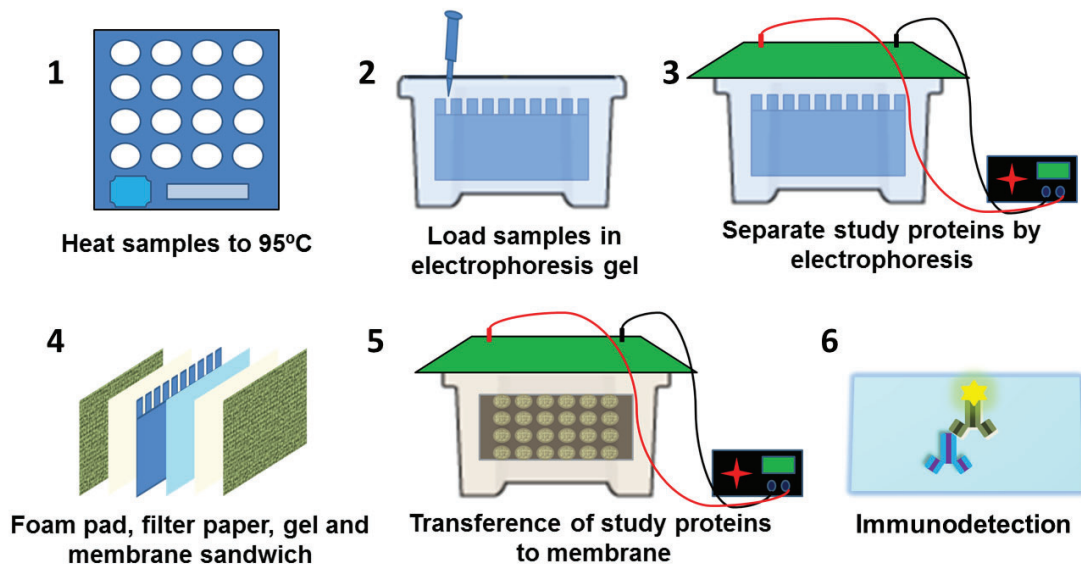 1
Heat samples to 95ºC
2
Load samples in
electrophoresis gel
3
Separate study proteins by
electrophoresis
4
Foam pad, filter paper, gel and
membrane sandwich
5
Transference of study proteins
to membrane
6
Immunodetection